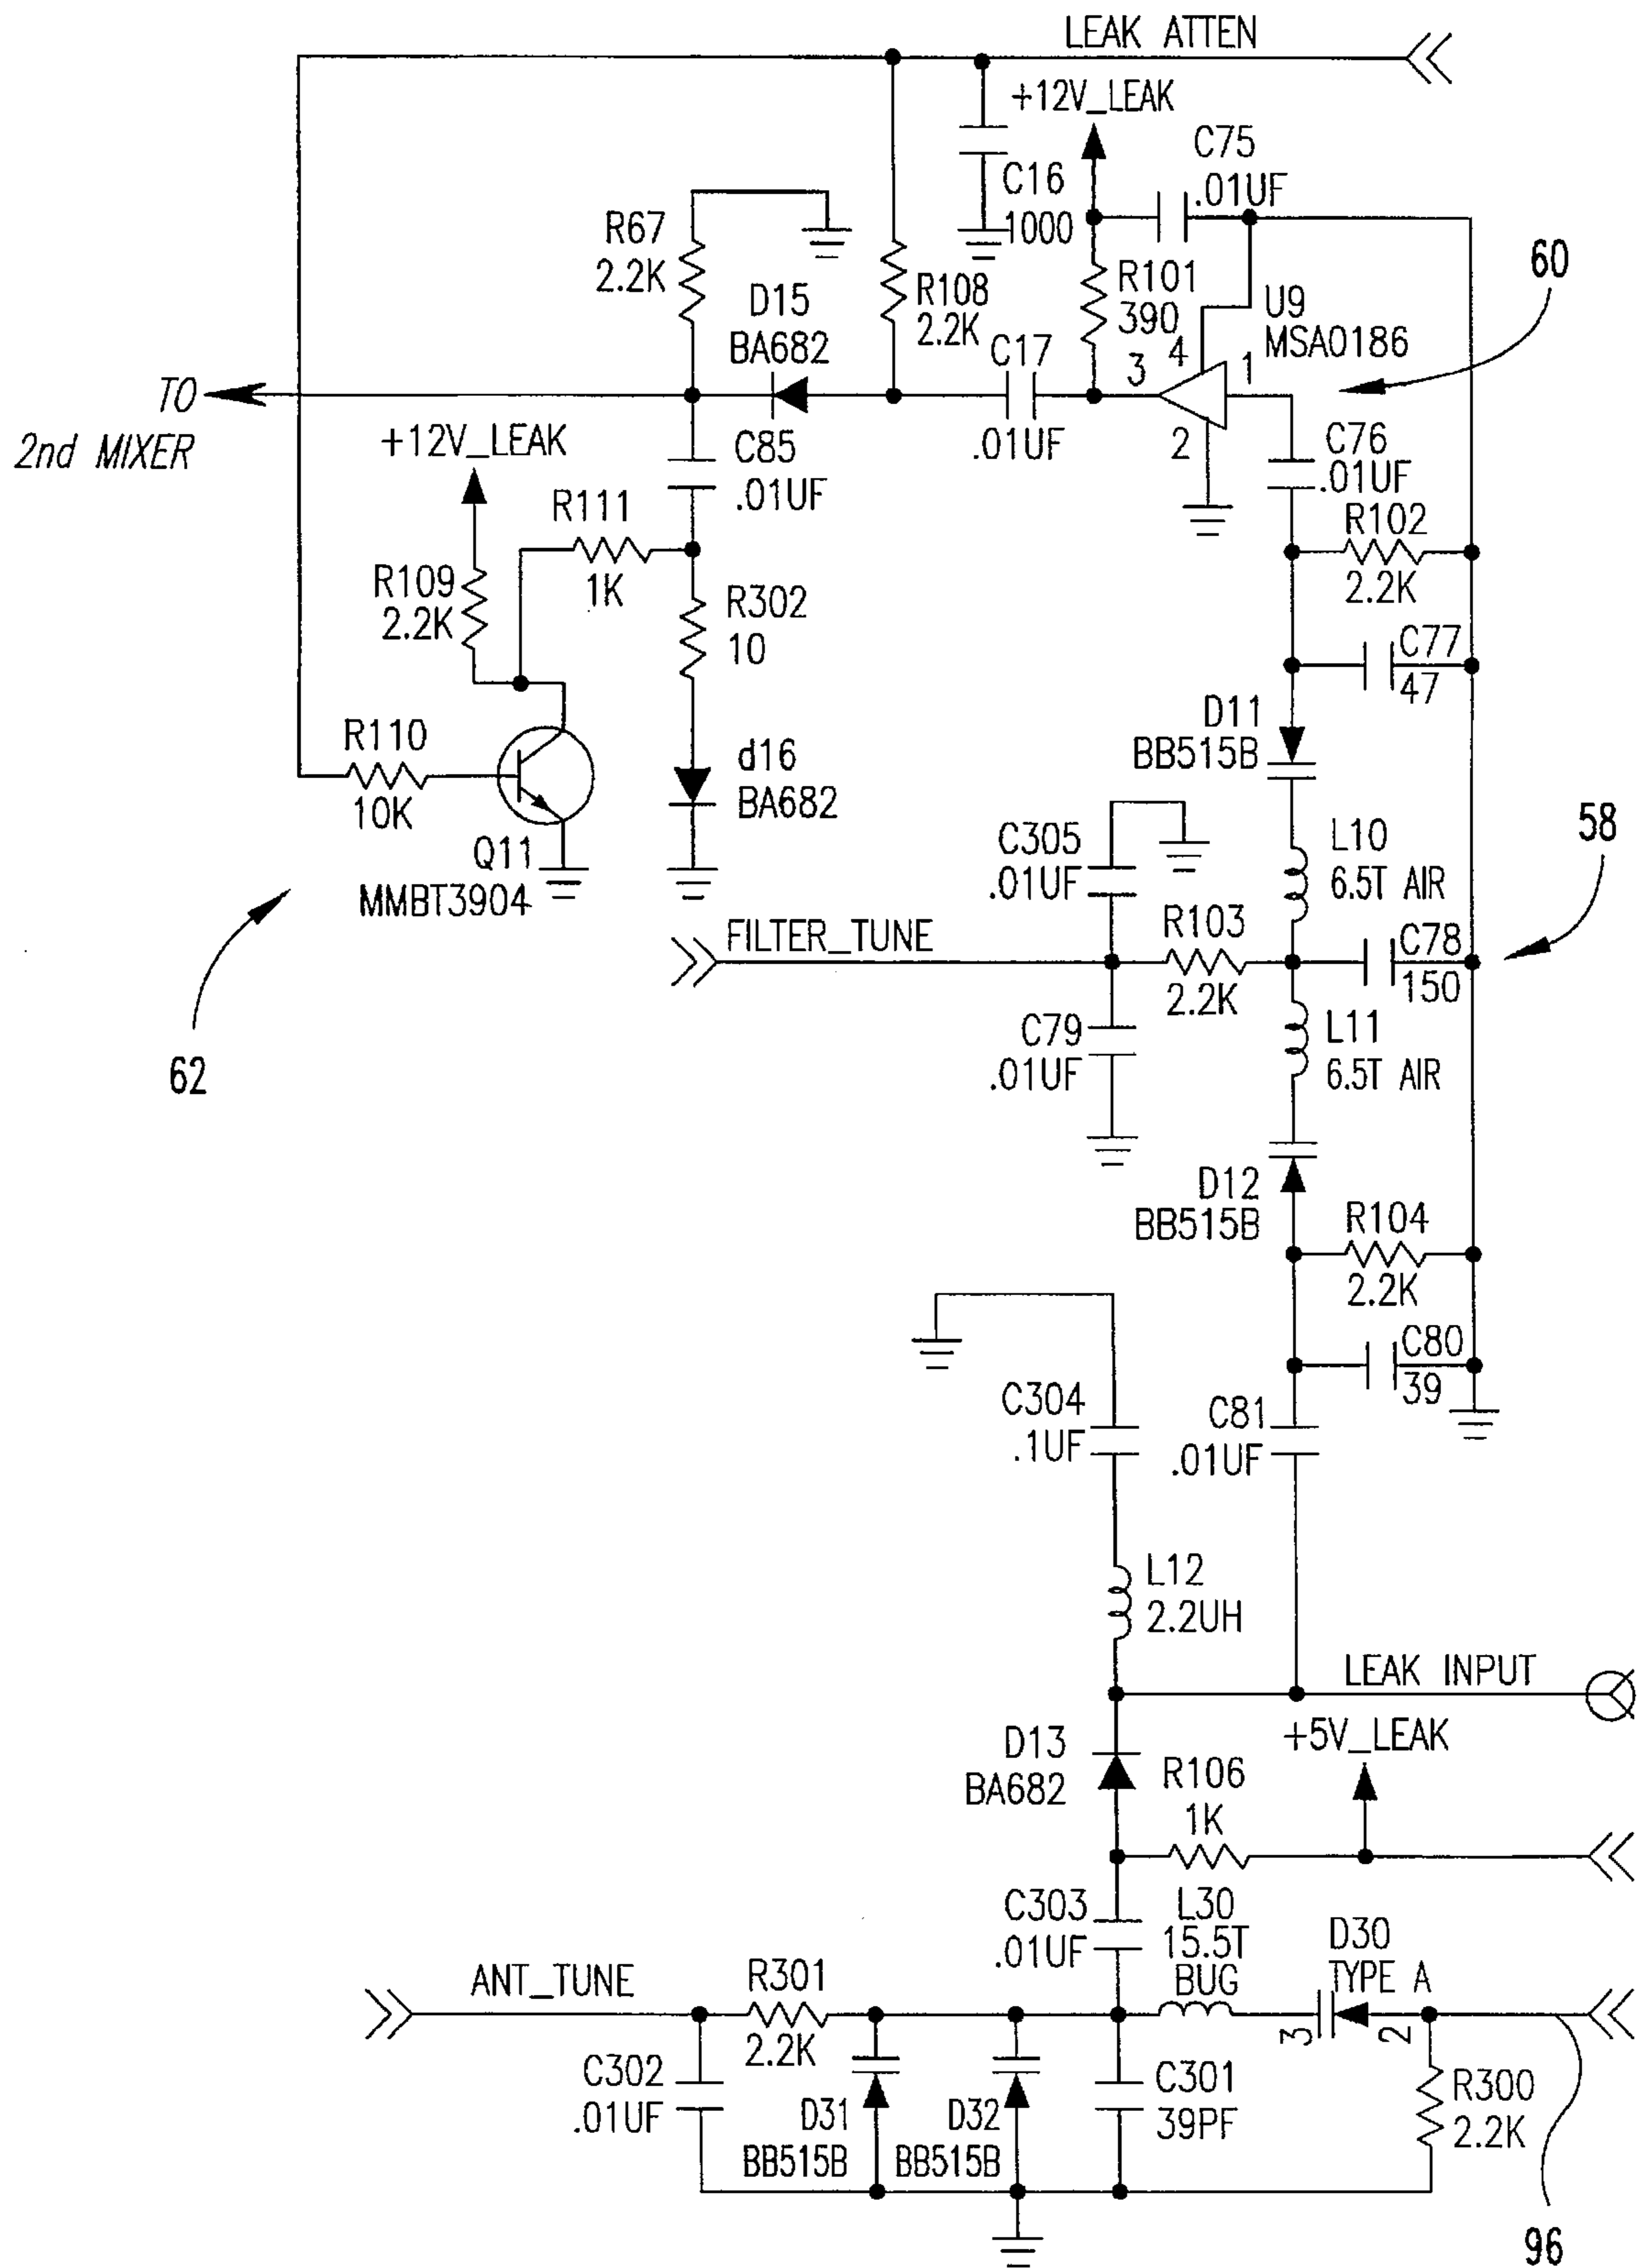 LEAK ATTEN
+12V_LEAK
C75
.01UF
C16
1000
R67
2.2K
R108
2.2K
R101
390
60
U9
MSA0186
D15
BA682
C17
.01UF
3
4
1
2
TO
2nd MIXER
+12V_LEAK
C85
.01UF
C76
.01UF
R111
1K
R102
2.2K
R109
2.2K
R302
10
C77
47
D11
BB515B
R110
10K
d16
BA682
Q11
MMBT3904
C305
.01UF
L10
6.5T AIR
58
FILTER_TUNE
R103
2.2K
C78
150
62
C79
.01UF
L11
6.5T AIR
D12
BB515B
R104
2.2K
C80
39
C304
.1UF
C81
.01UF
L12
2.2UH
LEAK INPUT
+5V_LEAK
D13
BA682
R106
1K
C303
.01UF
L30
15.5T
BUG
D30
TYPE A
3
2
ANT_TUNE
R301
2.2K
C302
.01UF
D31
BB515B
D32
BB515B
C301
39PF
R300
2.2K
96